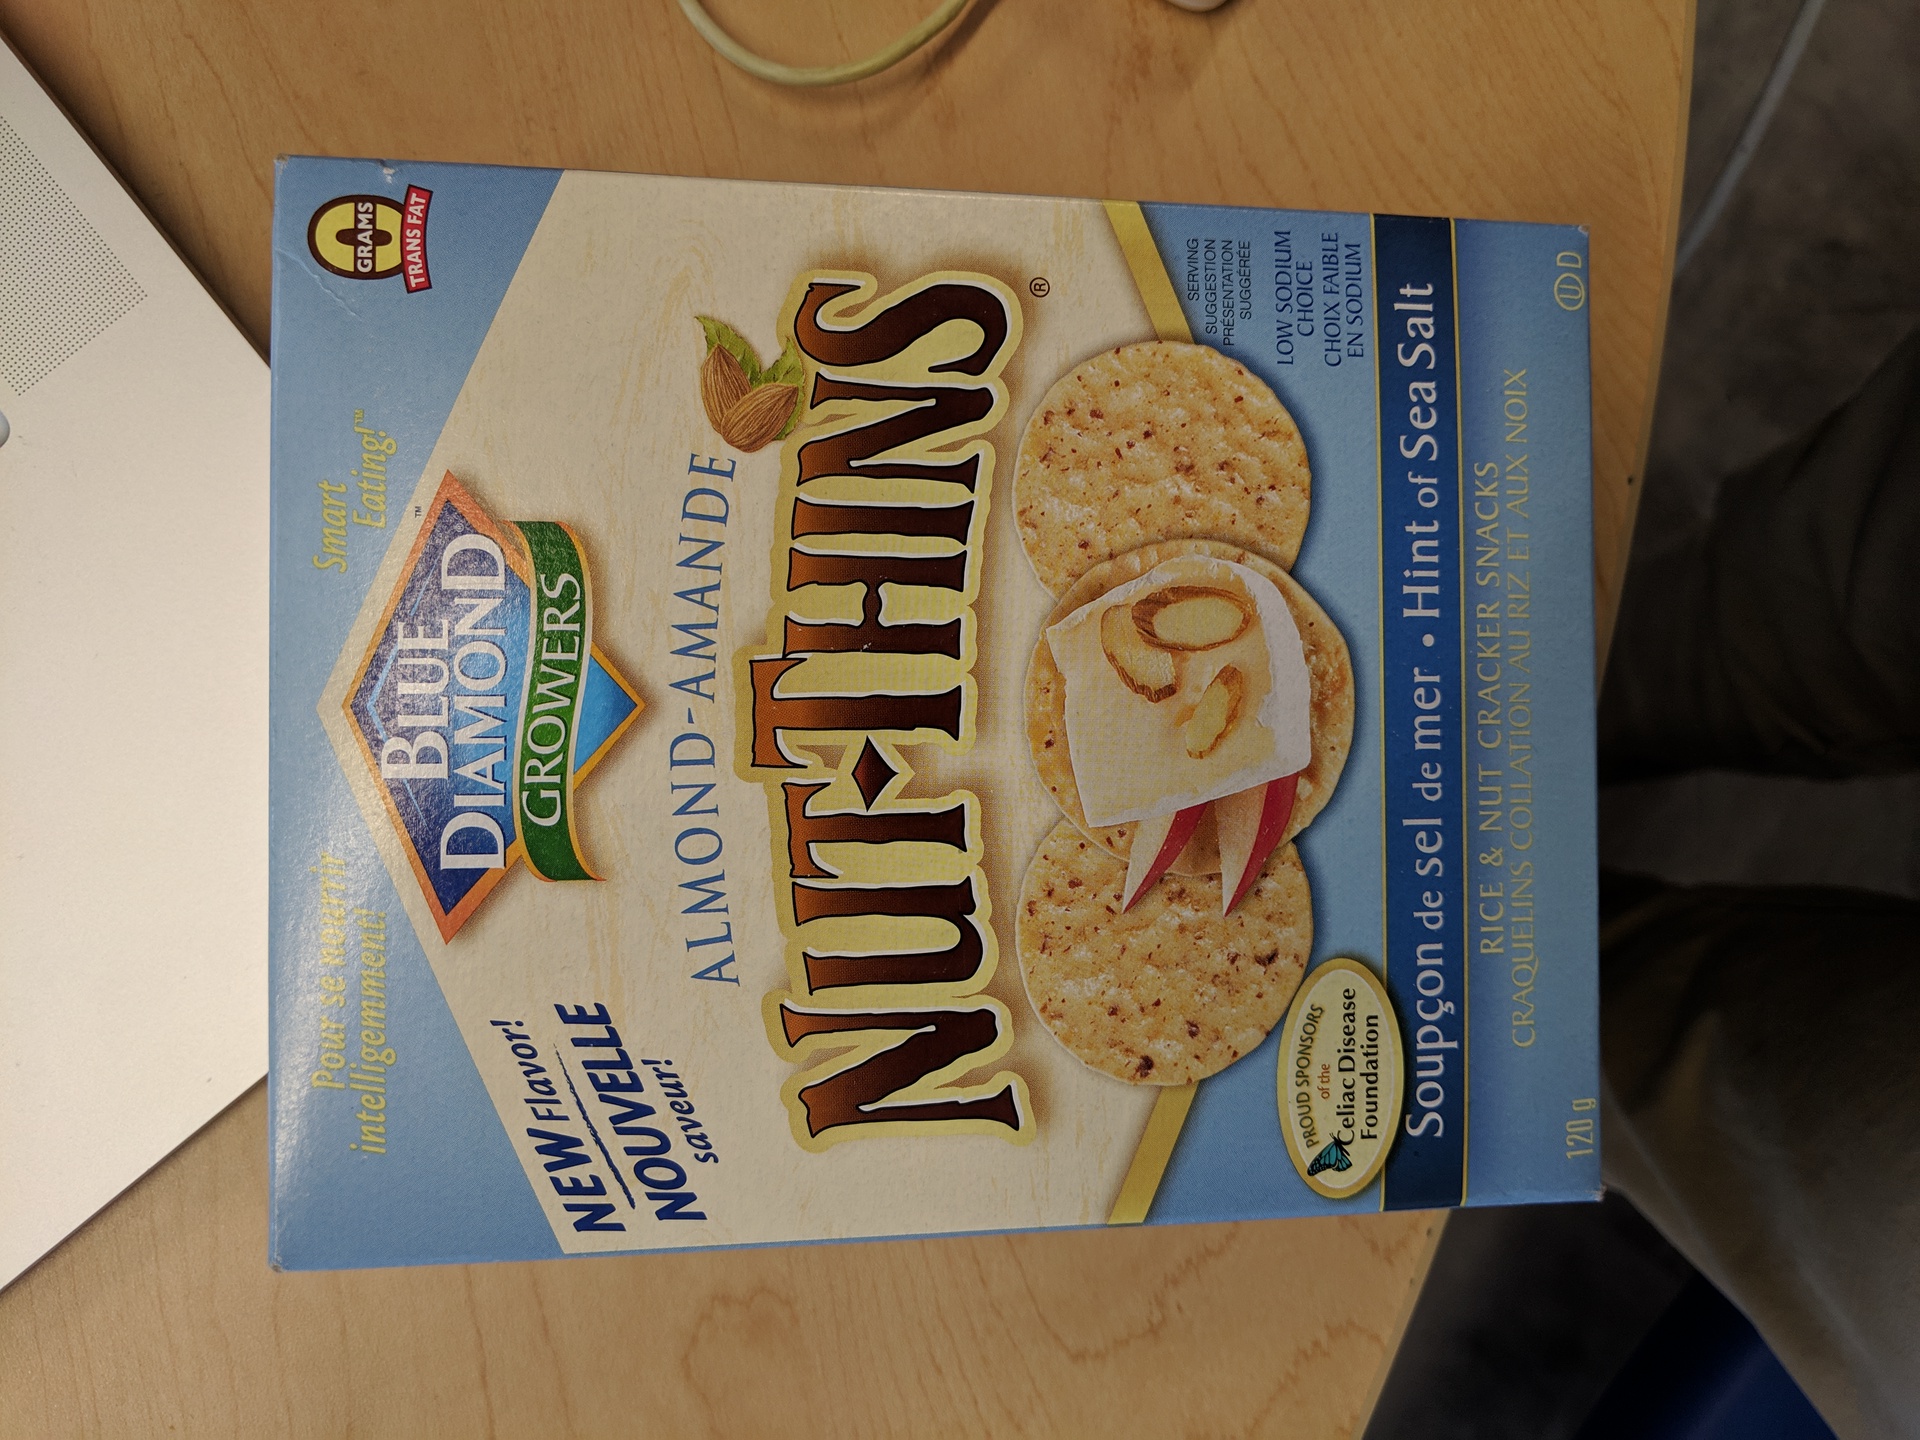 Pour se nourrir
intelligemment!
Smart
Eating!™
0
GRAMS
TRANS FAT
BLUE
DIAMOND®
™
GROWERS
NEW Flavor!
NOUVELLE
saveur!
ALMOND-AMANDE
NUT-THINS
®
SERVING
SUGGESTION
PRÉSENTATION
SUGGÉRÉE
LOW SODIUM
CHOICE
CHOIX FAIBLE
EN SODIUM
PROUD SPONSORS
of the
Celiac Disease
Foundation
Soupçon de sel de mer • Hint of Sea Salt
RICE & NUT CRACKER SNACKS
CRAQUELINS COLLATION AU RIZ ET AUX NOIX
120 g
U D